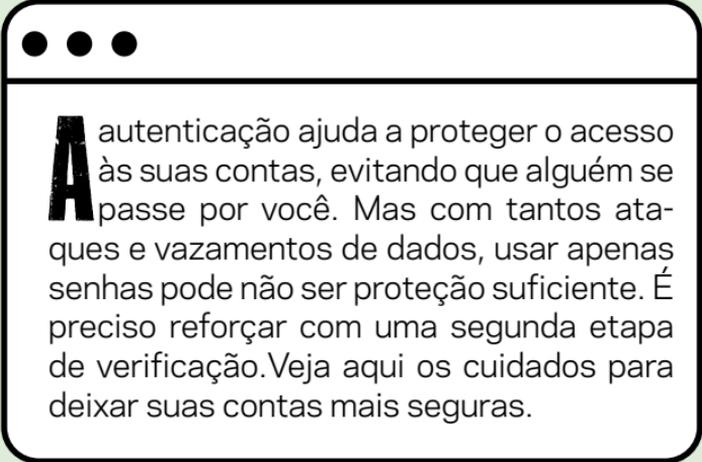 A autenticação ajuda a proteger o acesso
às suas contas, evitando que alguém se
passe por você. Mas com tantos ata-
ques e vazamentos de dados, usar apenas
senhas pode não ser proteção suficiente. É
preciso reforçar com uma segunda etapa
de verificação.Veja aqui os cuidados para
deixar suas contas mais seguras.